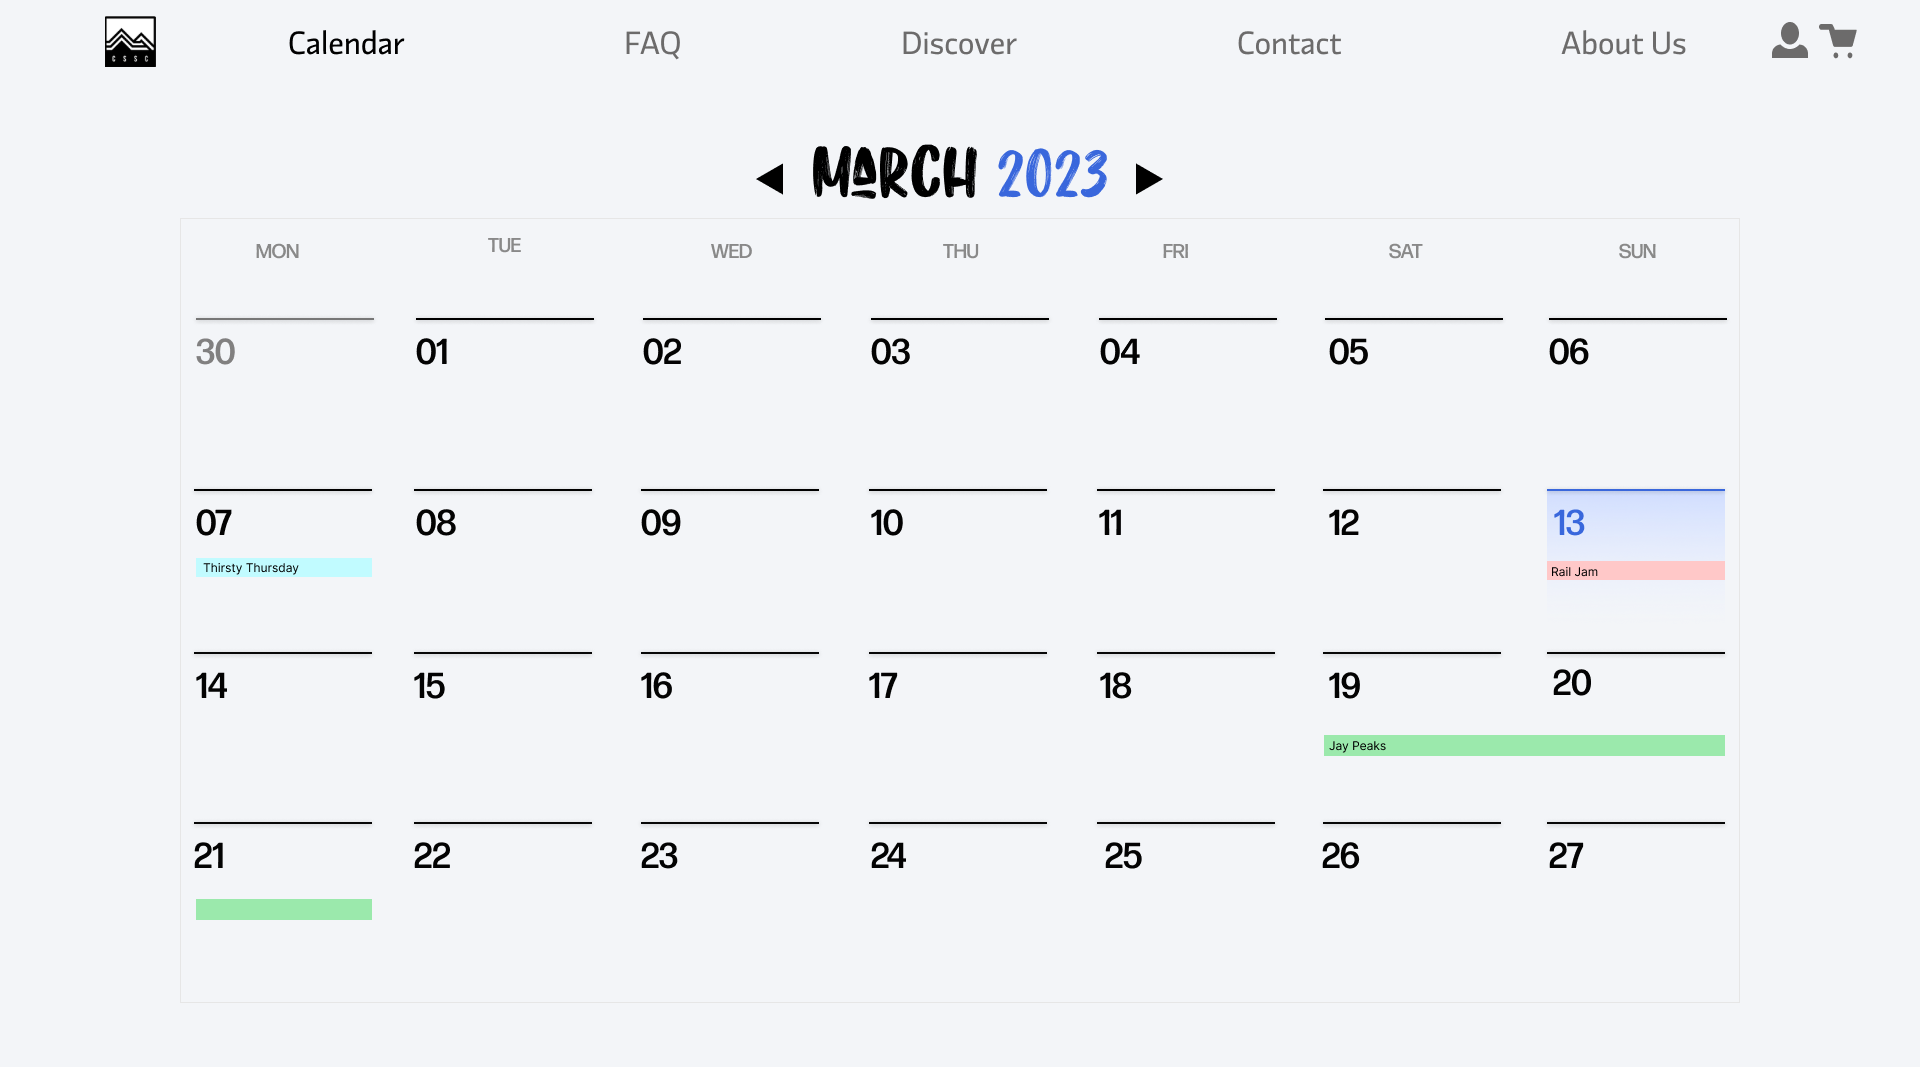 CSSC
Calendar FAQ Discover Contact About Us
MARCH 2023
MON TUE WED THU FRI SAT SUN
30 01 02 03 04 05 06
07 08 09 10 11 12 13
Thirsty Thursday
Rail Jam
14 15 16 17 18 19 20
Jay Peaks
21 22 23 24 25 26 27